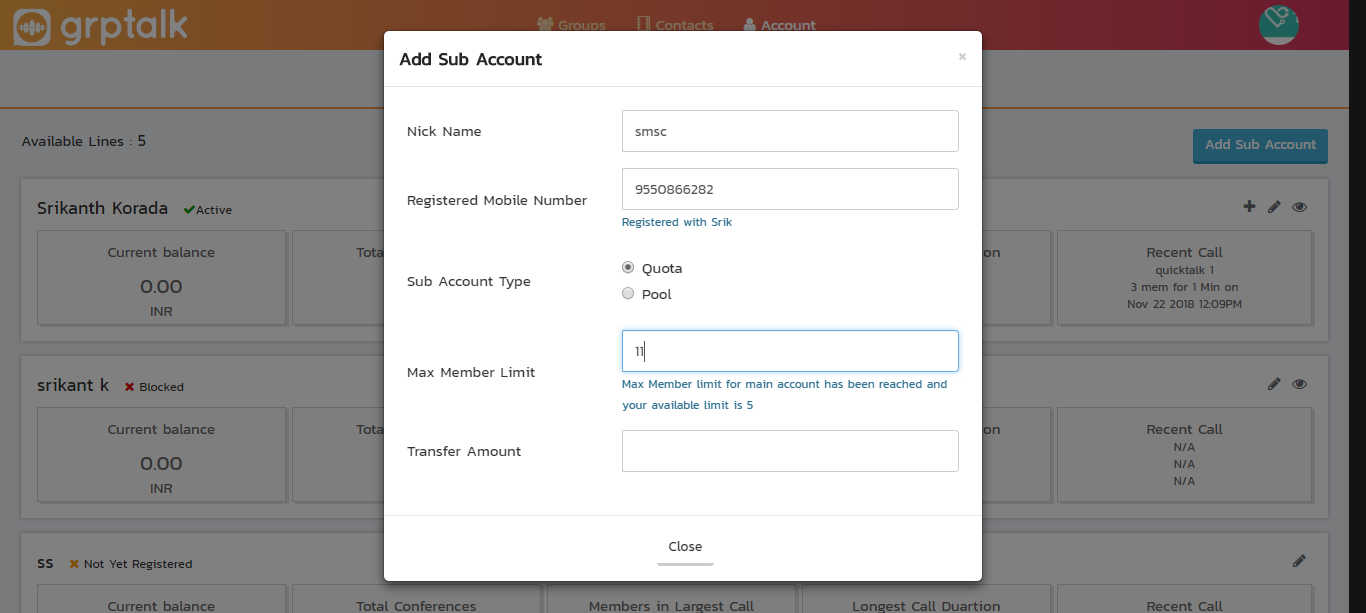 grptalk
Groups
Contacts
Account
Available Lines : 5
Add Sub Account
Add Sub Account
×
Nick Name
smsc
Registered Mobile Number
9550866282
Registered with Srik
Sub Account Type
Quota
Pool
Max Member Limit
11
Max Member limit for main account has been reached and
your available limit is 5
Transfer Amount
Close
Srikanth Korada
Active
Current balance
0.00
INR
Tota
on
Recent Call
quicktalk 1
3 mem for 1 Min on
Nov 22 2018 12:09PM
srikant k
Blocked
Current balance
0.00
INR
Tota
on
Recent Call
N/A
N/A
N/A
ss
Not Yet Registered
Current balance
Total Conferences
Members in Largest Call
Longest Call Duartion
Recent Call